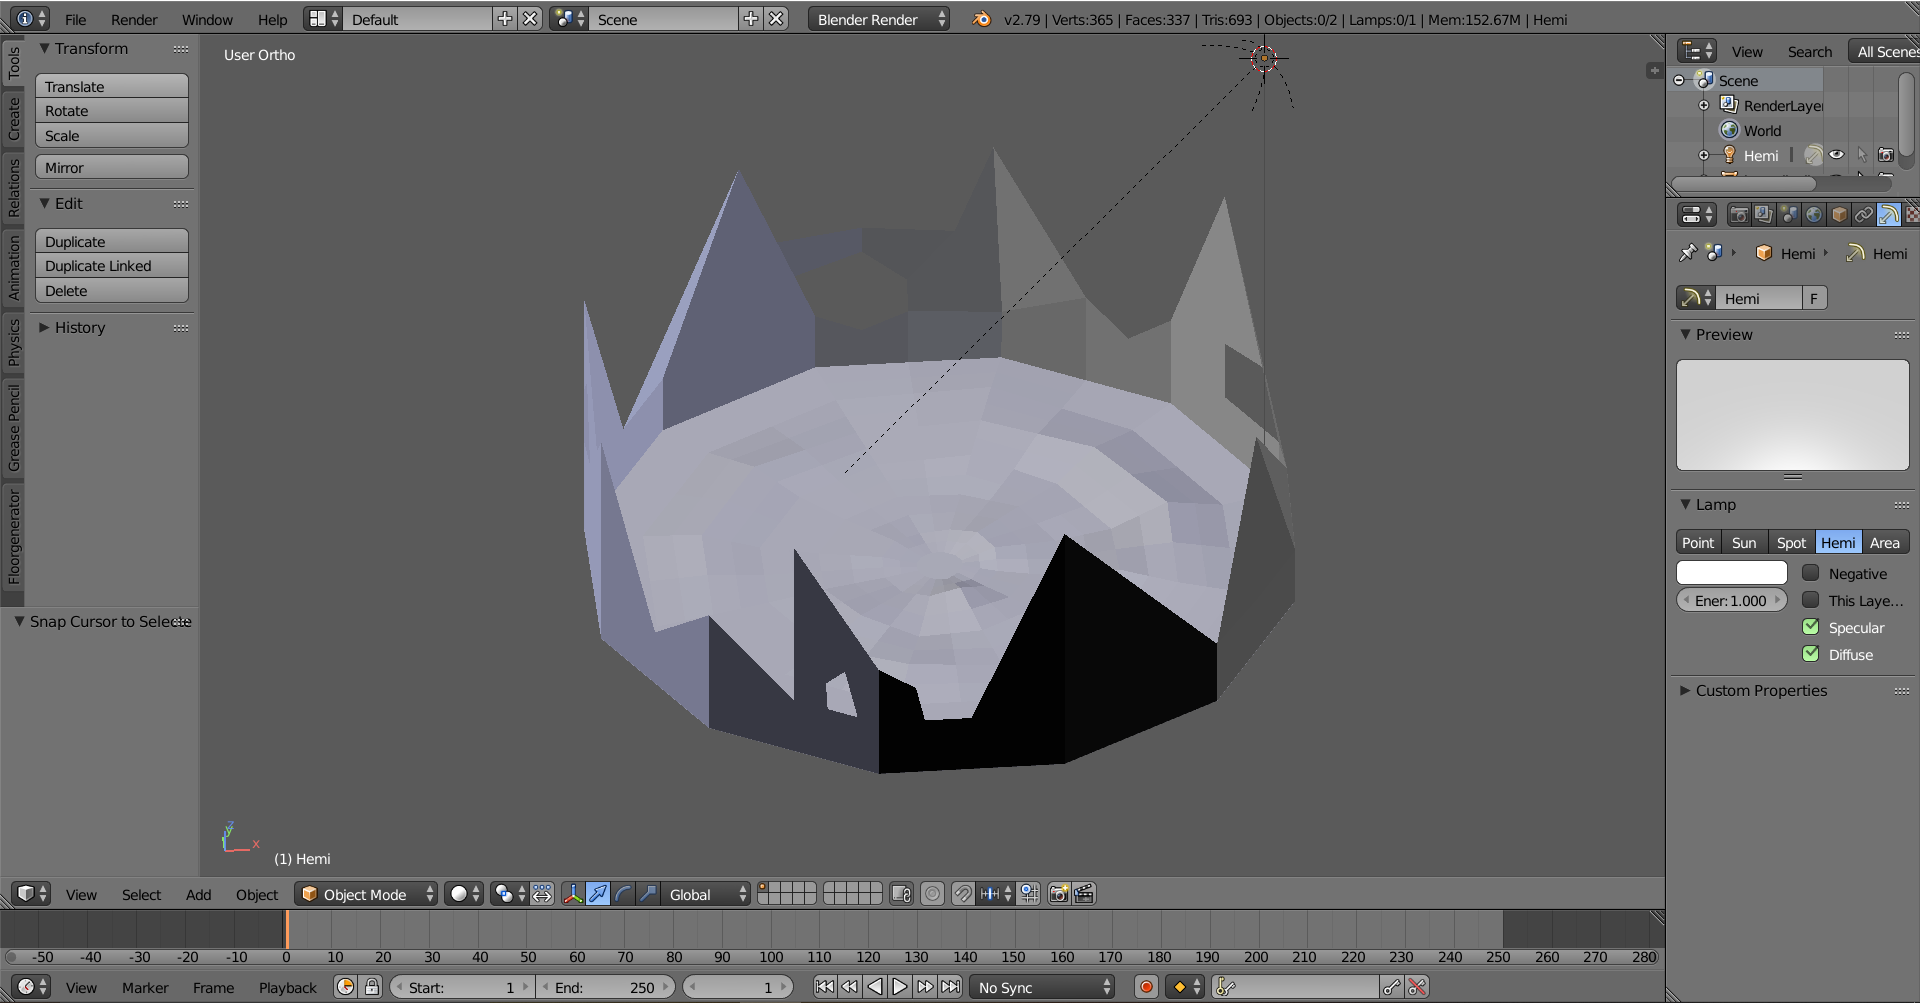 File Render Window Help Default Scene Blender Render v2.79 | Verts:365 | Faces:337 | Tris:693 | Objects:0/2 | Lamps:0/1 | Mem:152.67M | Hemi
Tools
Create
Relations
Animation
Physics
Grease Pencil
Floorgenerator
Transform
Translate
Rotate
Scale
Mirror
Edit
Duplicate
Duplicate Linked
Delete
History
Snap Cursor to Selecte
User Ortho
z
y
x
(1) Hemi
View Search All Scenes
Scene
RenderLayer
World
Hemi
Hemi Hemi
Hemi F
Preview
Lamp
Point Sun Spot Hemi Area
Negative
Ener: 1.000 This Laye...
Specular
Diffuse
Custom Properties
View Select Add Object Object Mode Global
-50 -40 -30 -20 -10 0 10 20 30 40 50 60 70 80 90 100 110 120 130 140 150 160 170 180 190 200 210 220 230 240 250 260 270 280
View Marker Frame Playback Start: 1 End: 250 1 No Sync